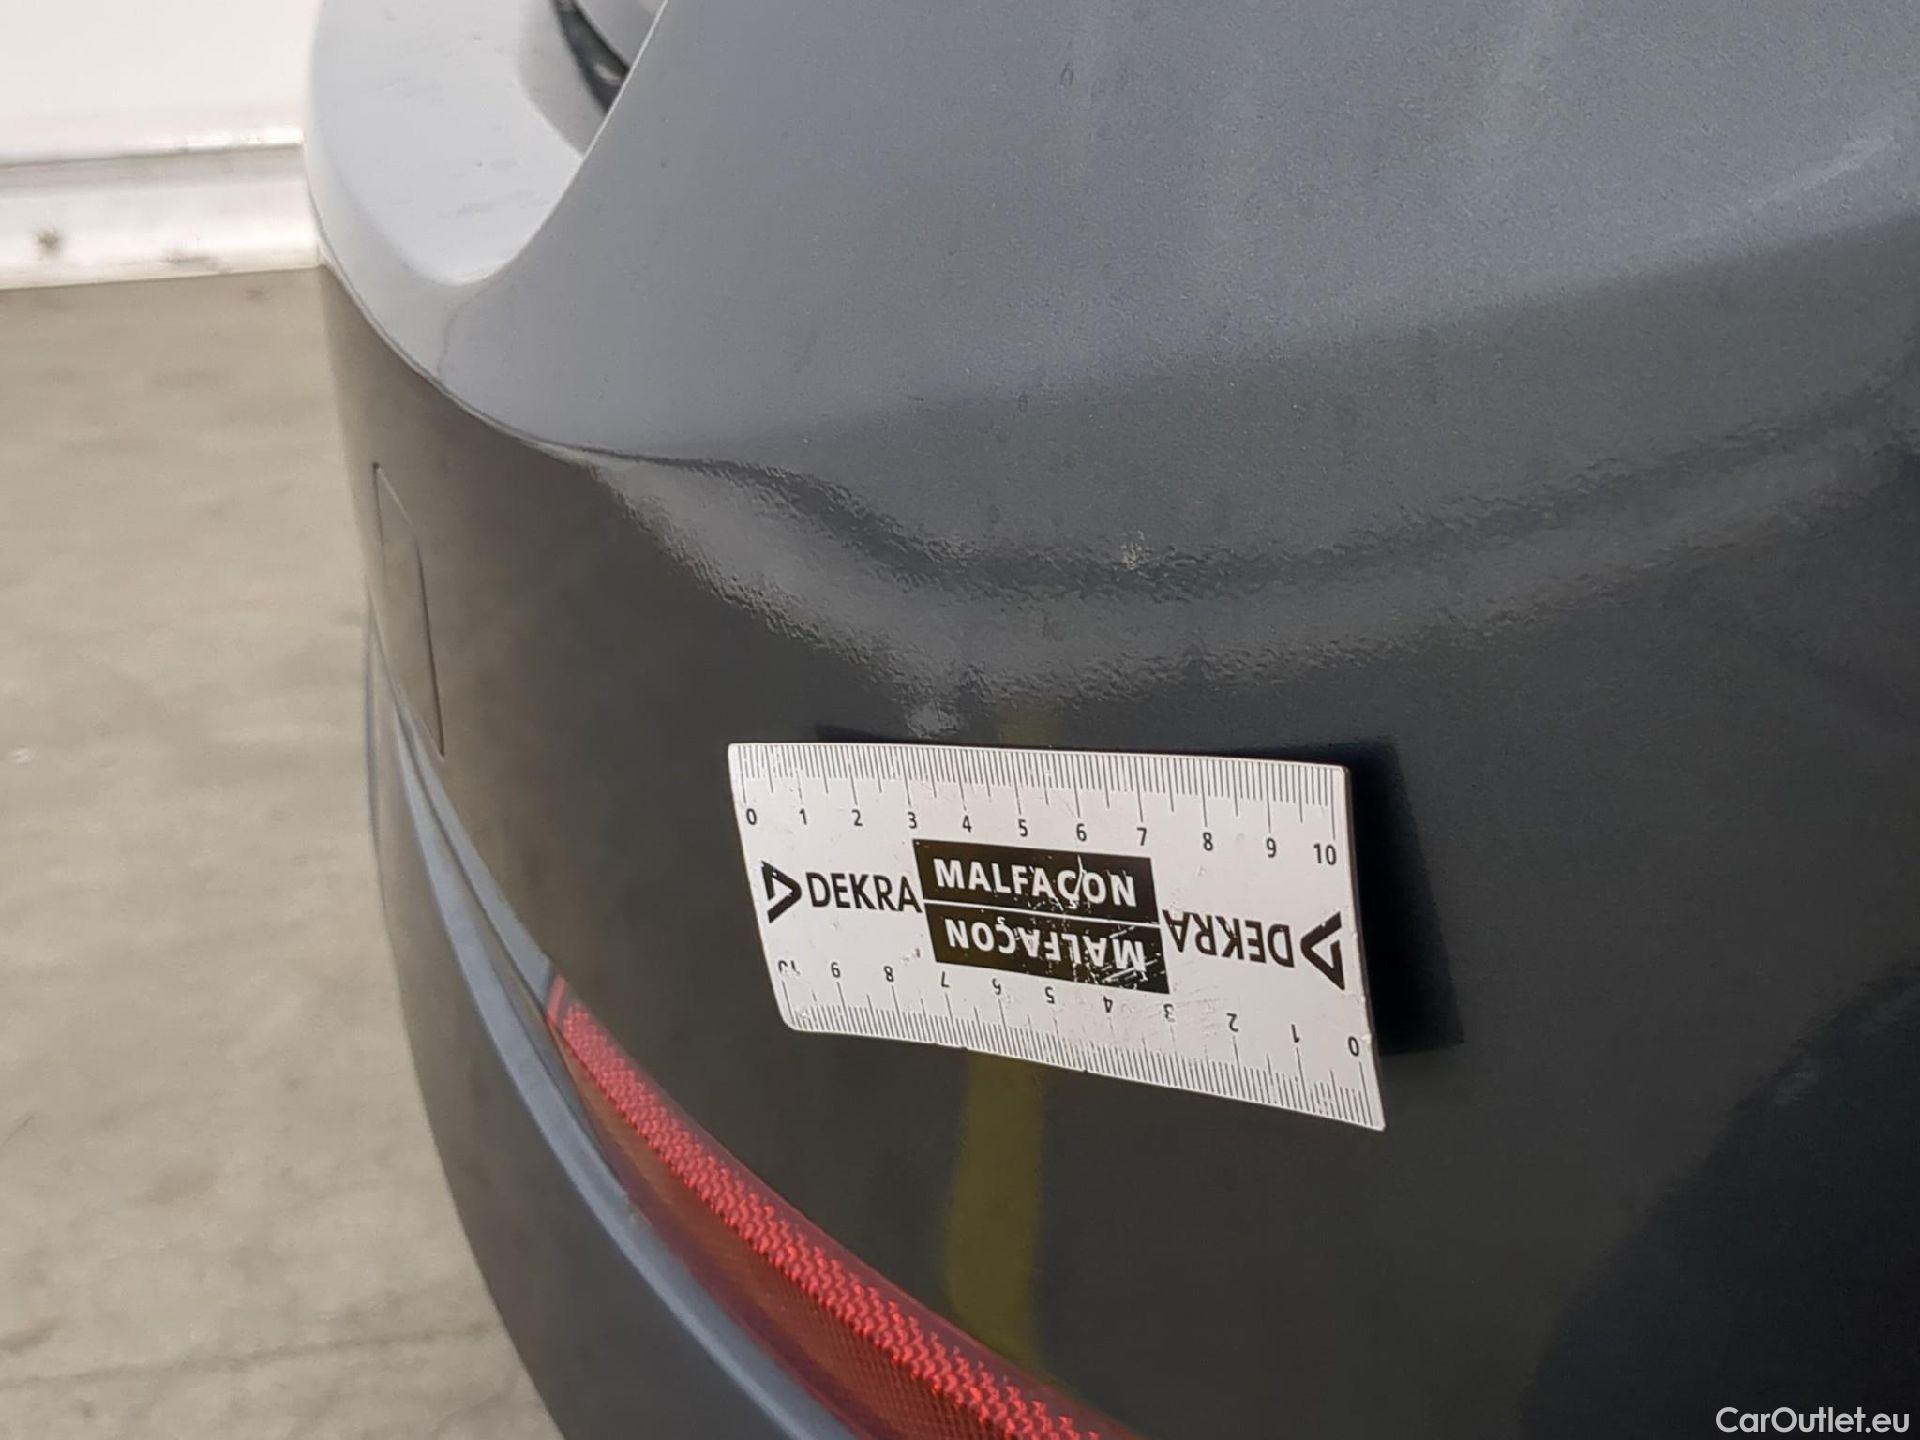 0 1 2 3 4 5 6 7 8 9 10
DEKRA MALFAÇON
MALFAÇON DEKRA
10 9 8 7 6 5 4 3 2 1 0
CarOutlet.eu